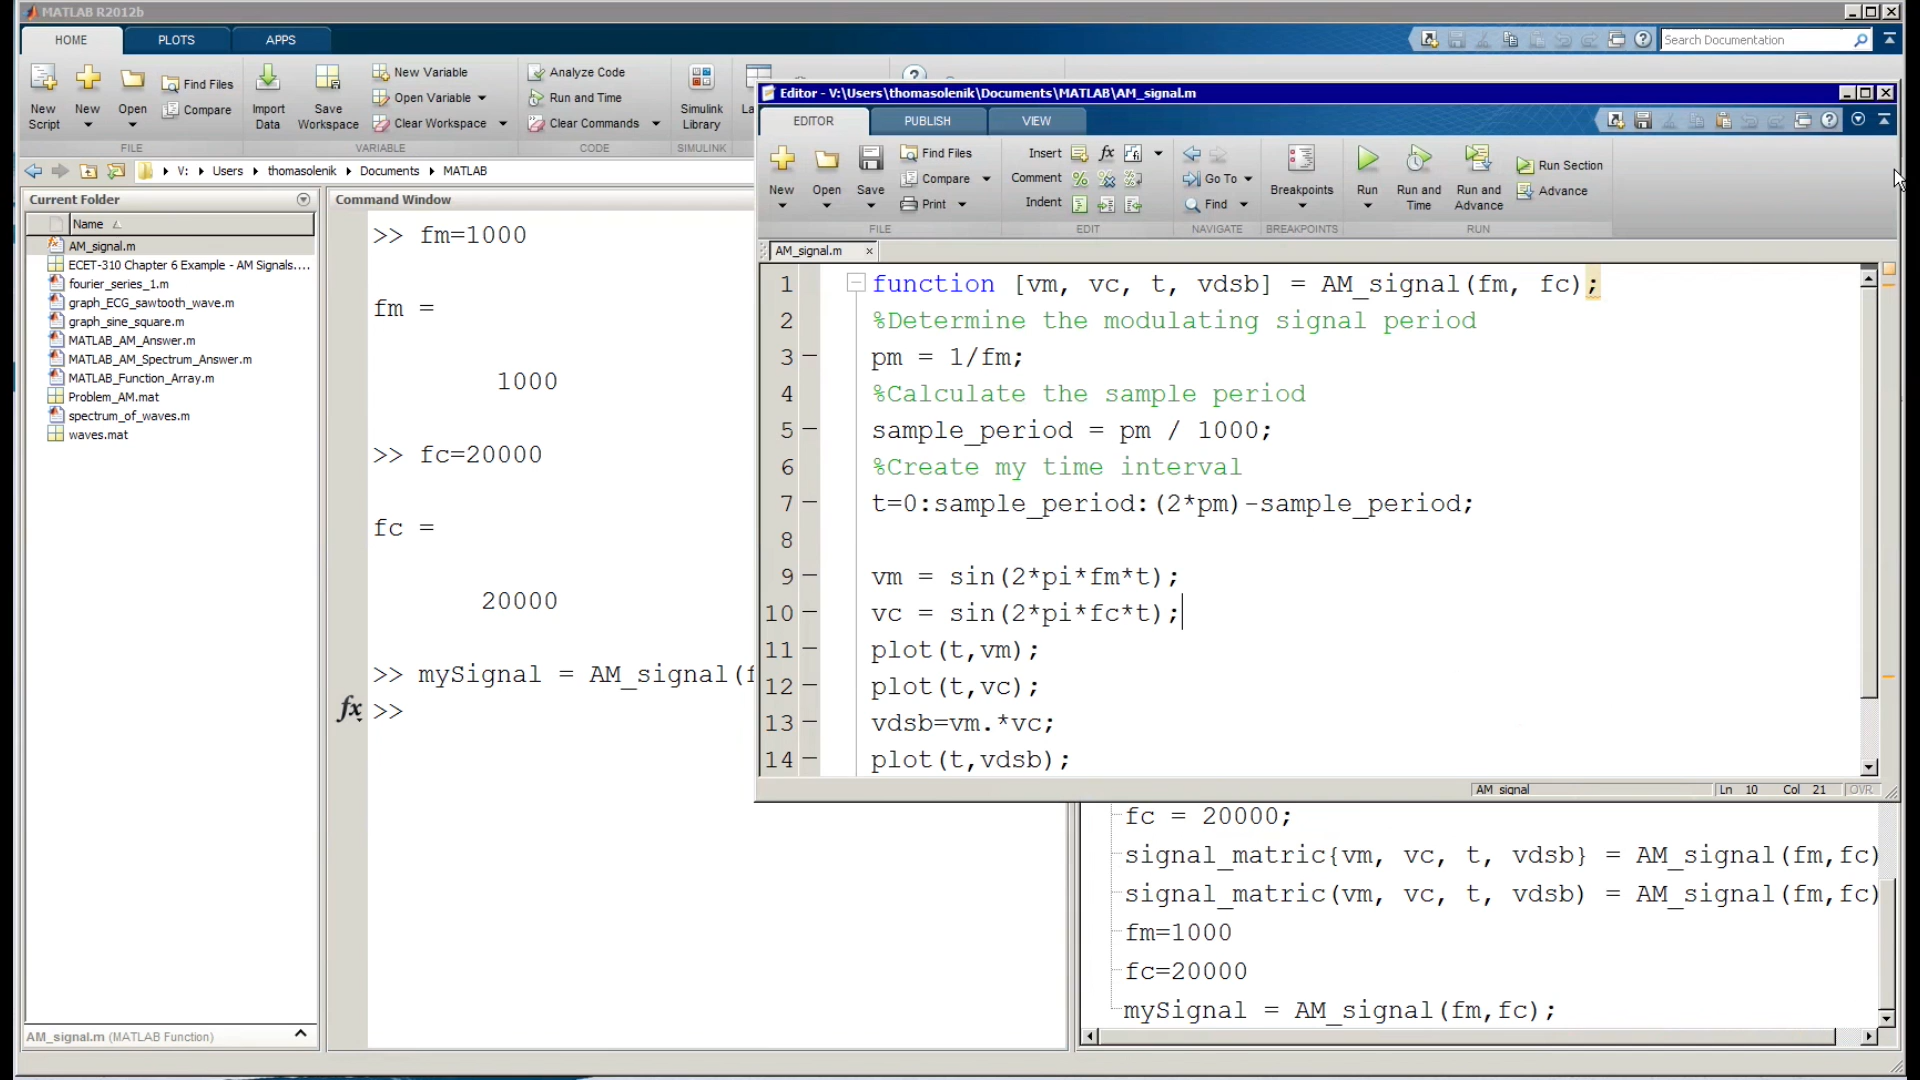 MATLAB R2012b
HOME PLOTS APPS
Search Documentation
New Script
New
Open
Find Files
Compare
Import Data
Save Workspace
New Variable
Open Variable
Clear Workspace
Analyze Code
Run and Time
Clear Commands
Simulink Library
FILE VARIABLE CODE SIMULINK
V: Users thomasolenik Documents MATLAB
Current Folder
Name
AM_signal.m
ECET-310 Chapter 6 Example - AM Signals....
fourier_series_1.m
graph_ECG_sawtooth_wave.m
graph_sine_square.m
MATLAB_AM_Answer.m
MATLAB_AM_Spectrum_Answer.m
MATLAB_Function_Array.m
Problem_AM.mat
spectrum_of_waves.m
waves.mat
AM_signal.m (MATLAB Function)
Command Window
>> fm=1000
fm =
1000
>> fc=20000
fc =
20000
>> mySignal = AM_signal(f
fx >>
Editor - V:\Users\thomasolenik\Documents\MATLAB\AM_signal.m
EDITOR PUBLISH VIEW
New
Open
Save
Find Files
Compare
Print
Insert fx
Comment
Indent
Go To
Find
Breakpoints
Run
Run and Time
Run and Advance
Run Section
Advance
FILE EDIT NAVIGATE BREAKPOINTS RUN
AM_signal.m ×
1 function [vm, vc, t, vdsb] = AM_signal(fm, fc);
2 %Determine the modulating signal period
3 – pm = 1/fm;
4 %Calculate the sample period
5 – sample_period = pm / 1000;
6 %Create my time interval
7 – t=0:sample_period:(2*pm)-sample_period;
8
9 – vm = sin(2*pi*fm*t);
10 – vc = sin(2*pi*fc*t);
11 – plot(t,vm);
12 – plot(t,vc);
13 – vdsb=vm.*vc;
14 – plot(t,vdsb);
AM_signal Ln 10 Col 21 OVR
fc = 20000;
signal_matric{vm, vc, t, vdsb} = AM_signal(fm,fc)
signal_matric(vm, vc, t, vdsb) = AM_signal(fm,fc)
fm=1000
fc=20000
mySignal = AM_signal(fm,fc);